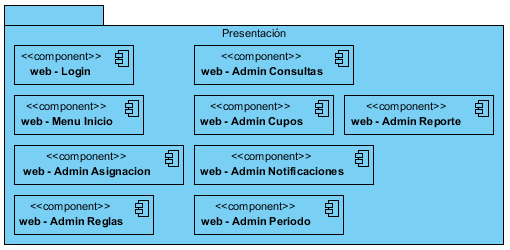 Presentación
<<component>>
web - Login
<<component>>
web - Admin Consultas
<<component>>
web - Menu Inicio
<<component>>
web - Admin Cupos
<<component>>
web - Admin Reporte
<<component>>
web - Admin Asignacion
<<component>>
web - Admin Notificaciones
<<component>>
web - Admin Reglas
<<component>>
web - Admin Periodo